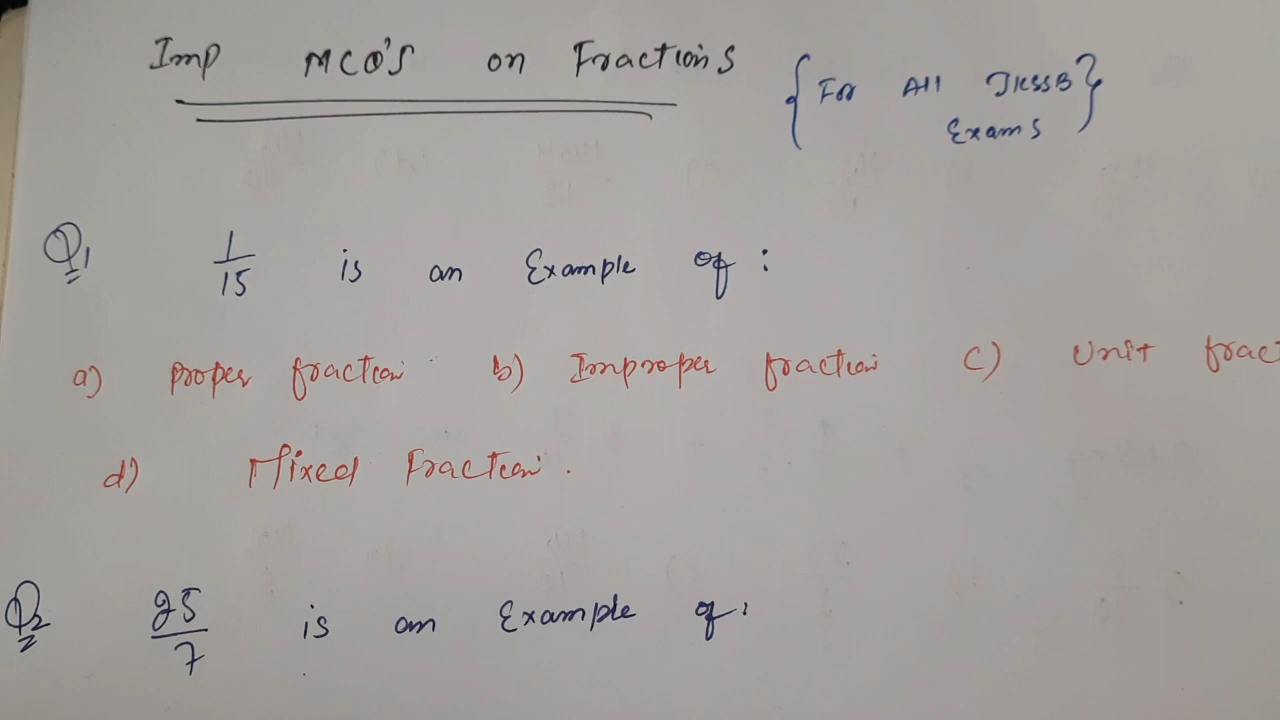 Imp MCQ'S on Fractions
{For All JKSSB
Exams}
Q1 1/15 is an Example of :
a) Proper fraction b) Improper fraction c) Unit frac
d) Mixed Fraction.
Q2 25/7 is an Example of :